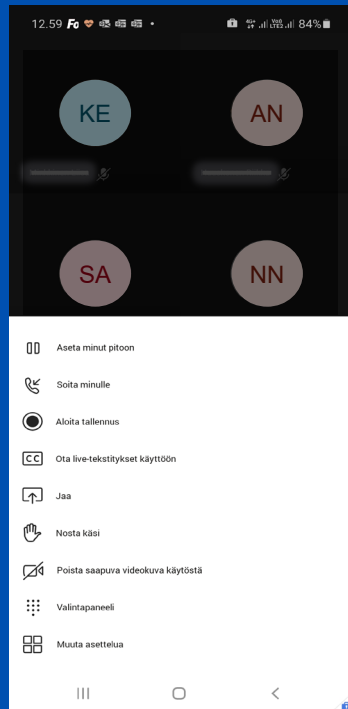 12.59 Fo 84%
KE AN
SA NN
Aseta minut pitoon
Soita minulle
Aloita tallennus
CC Ota live-tekstitykset käyttöön
Jaa
Nosta käsi
Poista saapuva videokuva käytöstä
Valintapaneeli
Muuta asettelua